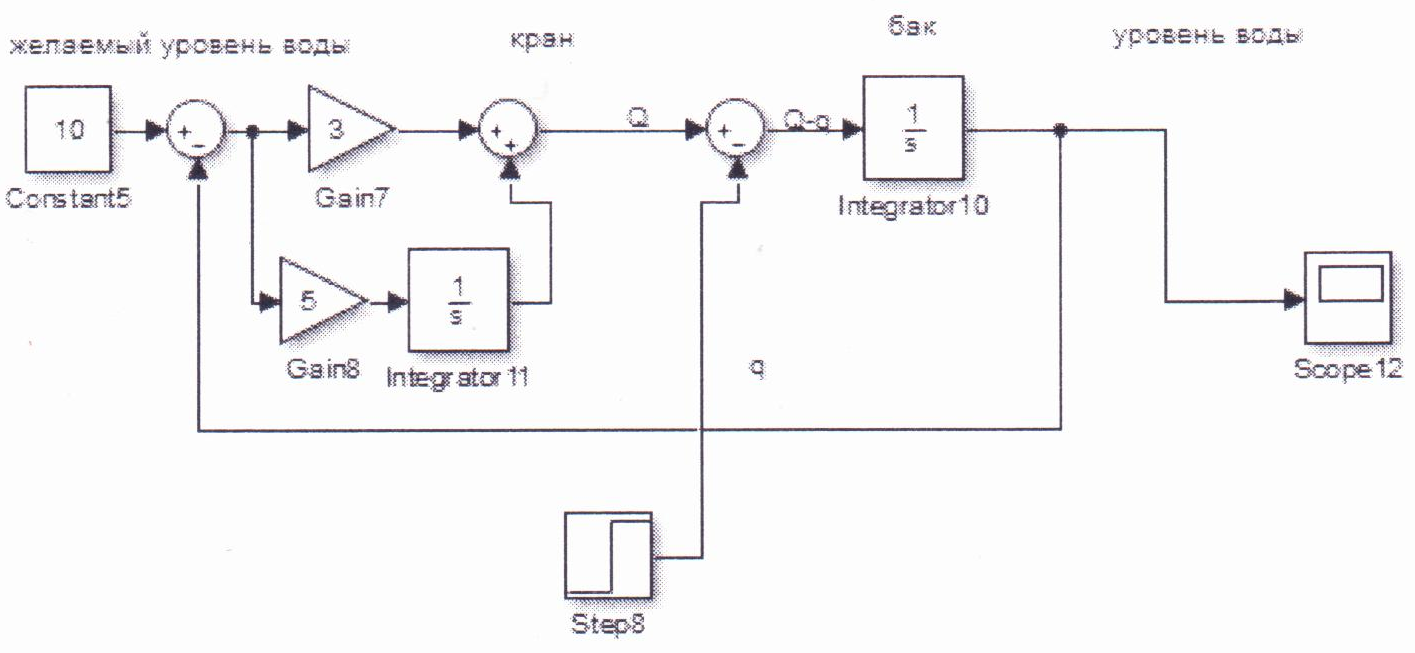 желаемый уровень воды
кран
бак
уровень воды
10
+
−
3
+
+
Q
+
−
Q-q
1
s
Constant5
Gain7
Integrator10
5
1
s
Gain8
Integrator11
q
Scope12
Step8